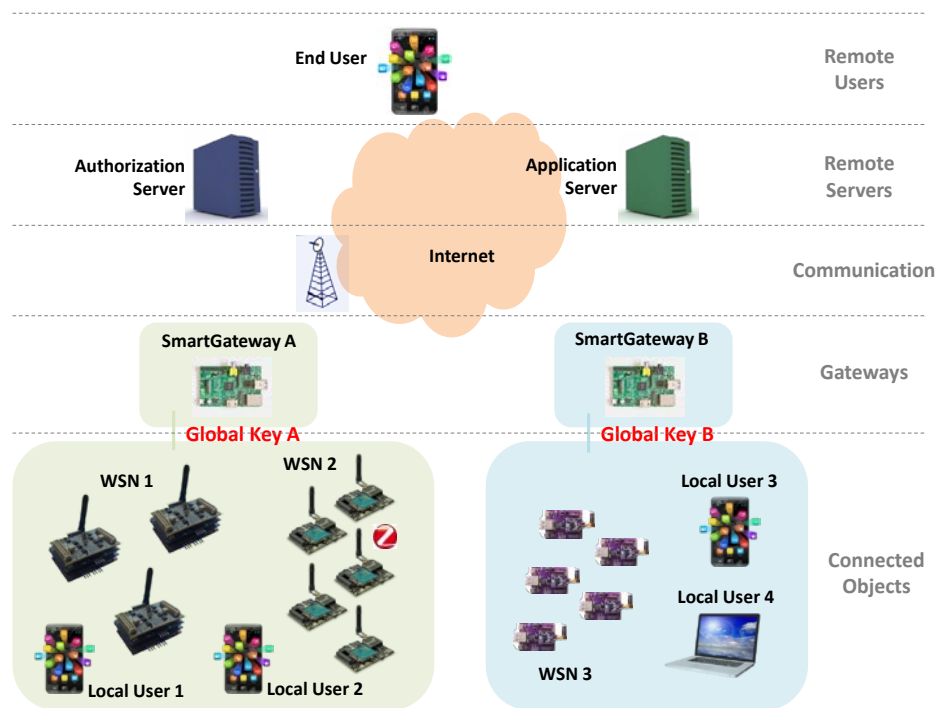 End User
Remote
Users
Authorization
Server
Application
Server
Remote
Servers
Internet
Communication
SmartGateway A
SmartGateway B
Gateways
Global Key A
Global Key B
WSN 1
WSN 2
Local User 3
Z
Connected
Objects
Local User 4
WSN 3
Local User 1
Local User 2